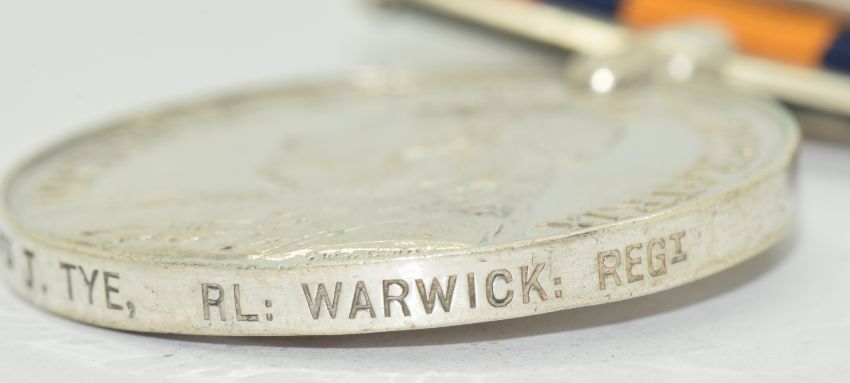 J. TYE, RL: WARWICK: REGT